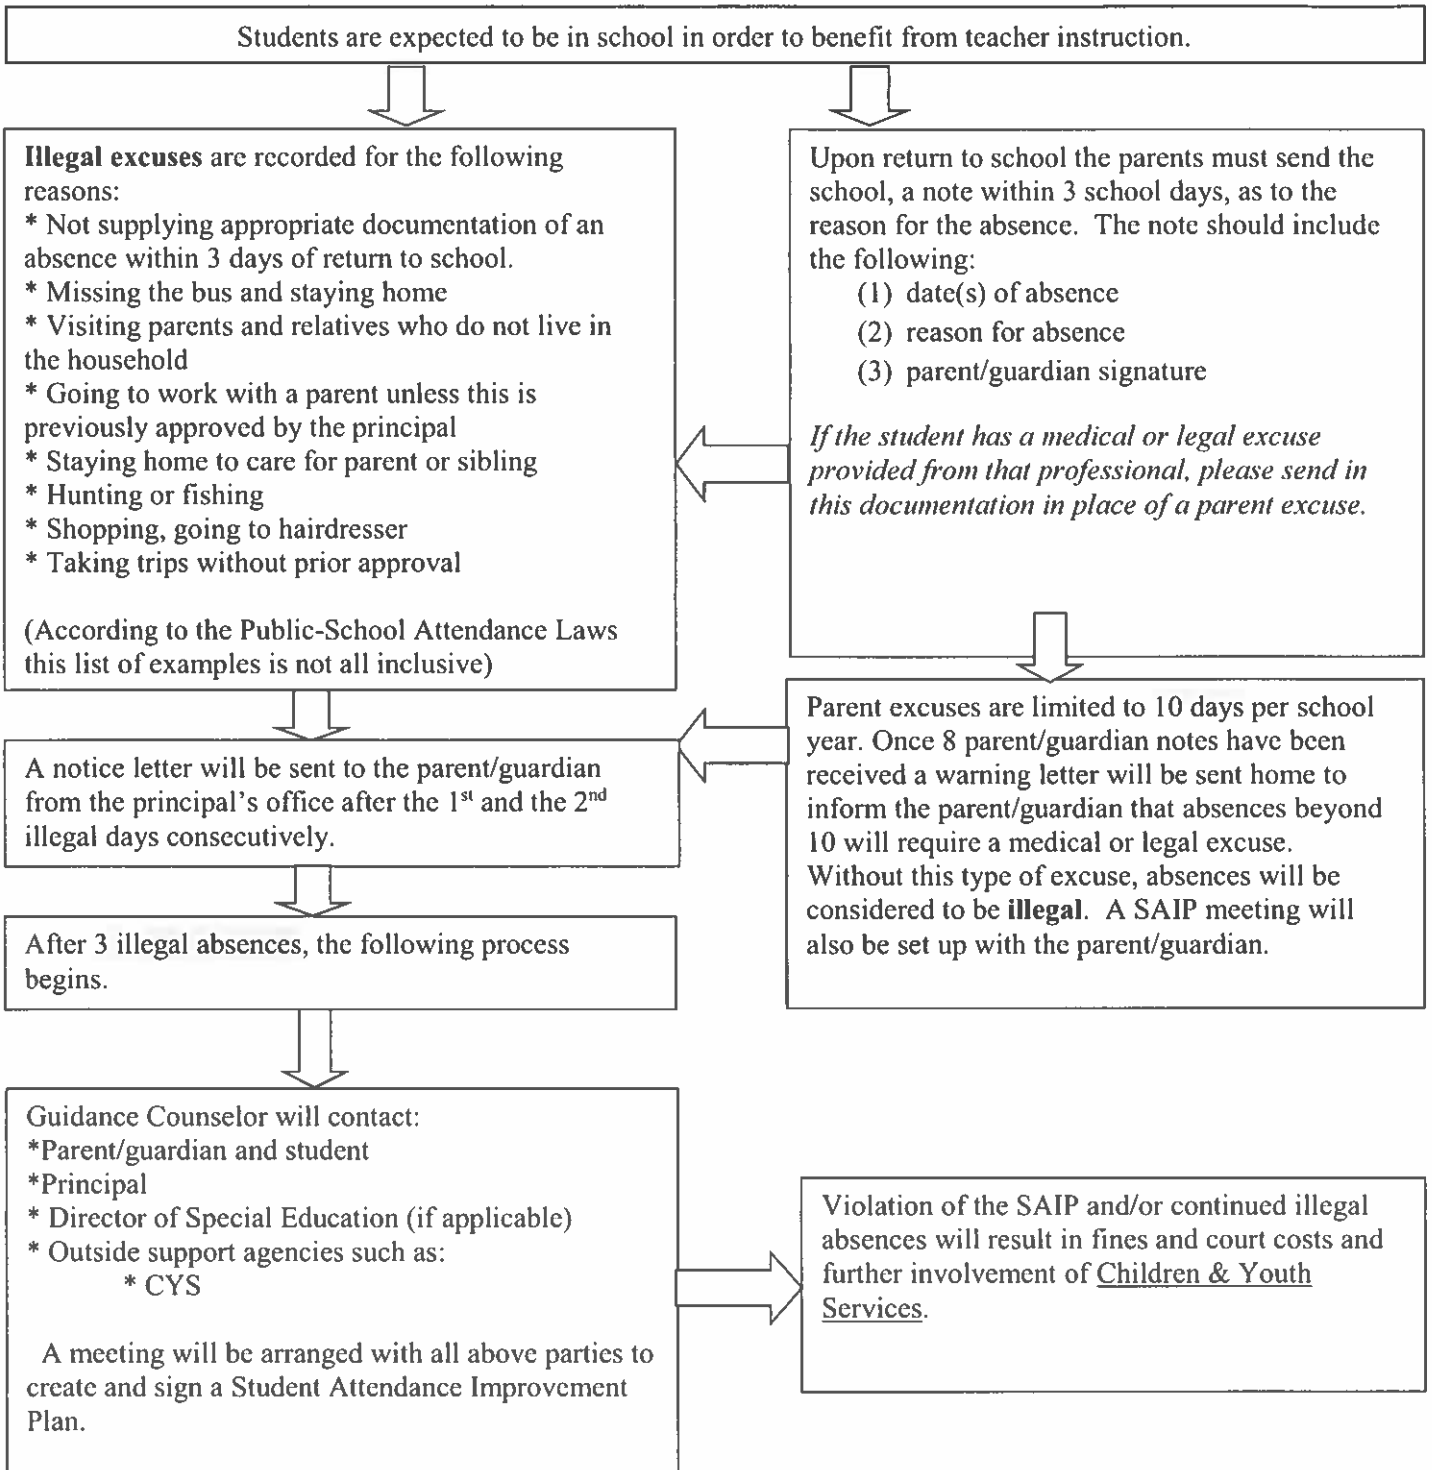 Students are expected to be in school in order to benefit from teacher instruction.
Illegal excuses are recorded for the following
reasons:
* Not supplying appropriate documentation of an
absence within 3 days of return to school.
* Missing the bus and staying home
* Visiting parents and relatives who do not live in
the household
* Going to work with a parent unless this is
previously approved by the principal
* Staying home to care for parent or sibling
* Hunting or fishing
* Shopping, going to hairdresser
* Taking trips without prior approval
(According to the Public-School Attendance Laws
this list of examples is not all inclusive)
Upon return to school the parents must send the
school, a note within 3 school days, as to the
reason for the absence. The note should include
the following:
(1) date(s) of absence
(2) reason for absence
(3) parent/guardian signature
If the student has a medical or legal excuse
provided from that professional, please send in
this documentation in place of a parent excuse.
A notice letter will be sent to the parent/guardian
from the principal's office after the 1st and the 2nd
illegal days consecutively.
Parent excuses are limited to 10 days per school
year. Once 8 parent/guardian notes have been
received a warning letter will be sent home to
inform the parent/guardian that absences beyond
10 will require a medical or legal excuse.
Without this type of excuse, absences will be
considered to be illegal. A SAIP meeting will
also be set up with the parent/guardian.
After 3 illegal absences, the following process
begins.
Guidance Counselor will contact:
*Parent/guardian and student
*Principal
* Director of Special Education (if applicable)
* Outside support agencies such as:
* CYS
A meeting will be arranged with all above parties to
create and sign a Student Attendance Improvement
Plan.
Violation of the SAIP and/or continued illegal
absences will result in fines and court costs and
further involvement of Children & Youth
Services.